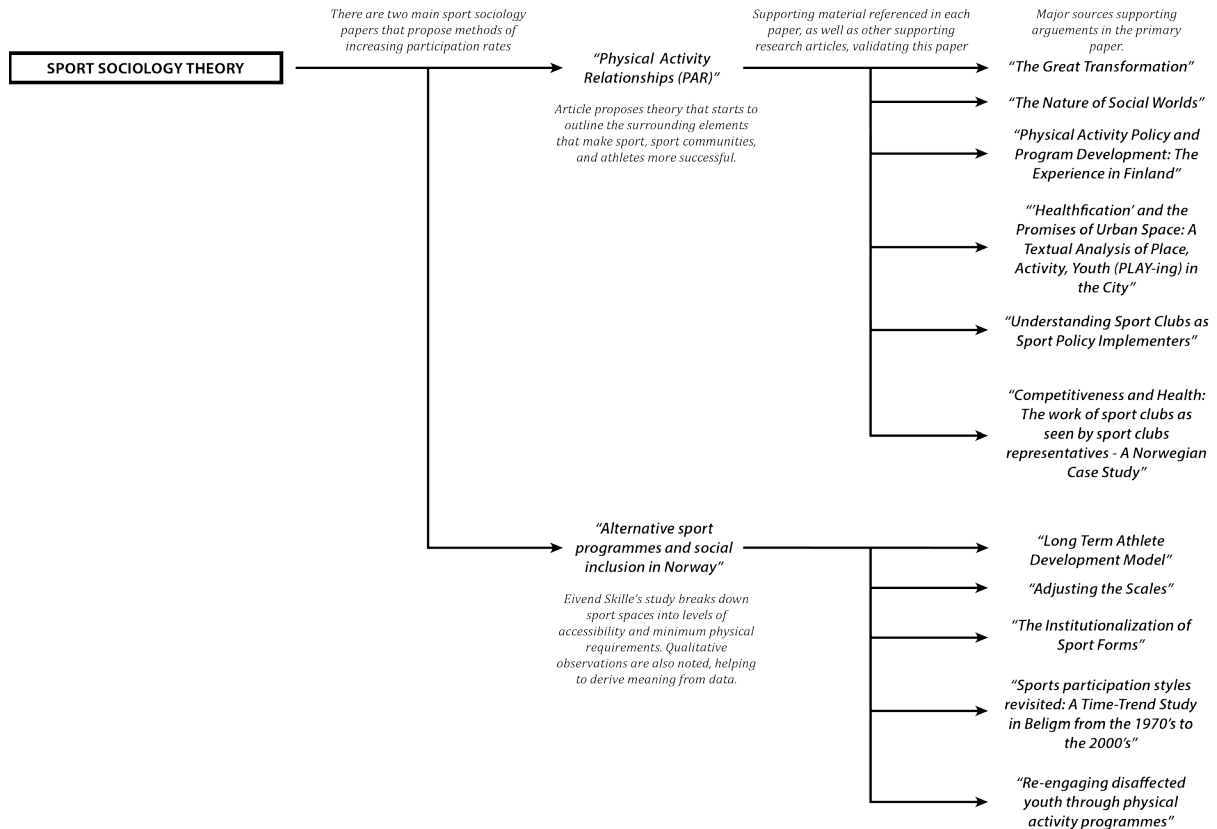 There are two main sport sociology
papers that propose methods of
increasing participation rates
Supporting material referenced in each
paper, as well as other supporting
research articles, validating this paper
Major sources supporting
arguements in the primary
paper.
SPORT SOCIOLOGY THEORY
“Physical Activity
Relationships (PAR)”
Article proposes theory that starts to
outline the surrounding elements
that make sport, sport communities,
and athletes more successful.
“The Great Transformation”
“The Nature of Social Worlds”
“Physical Activity Policy and
Program Development: The
Experience in Finland”
“’Healthfication’ and the
Promises of Urban Space: A
Textual Analysis of Place,
Activity, Youth (PLAY-ing) in
the City”
“Understanding Sport Clubs as
Sport Policy Implementers”
“Competitiveness and Health:
The work of sport clubs as
seen by sport clubs
representatives - A Norwegian
Case Study”
“Alternative sport
programmes and social
inclusion in Norway”
Eivend Skille’s study breaks down
sport spaces into levels of
accessibility and minimum physical
requirements. Qualitative
observations are also noted, helping
to derive meaning from data.
“Long Term Athlete
Development Model”
“Adjusting the Scales”
“The Institutionalization of
Sport Forms”
“Sports participation styles
revisited: A Time-Trend Study
in Beligm from the 1970’s to
the 2000’s”
“Re-engaging disaffected
youth through physical
activity programmes”